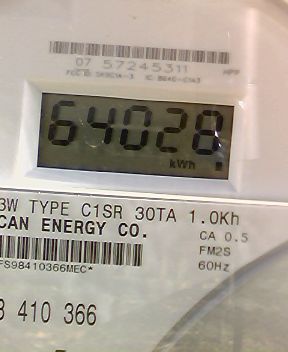 07 57245311
64028
kWh
3W TYPE C1SR 30TA 1.0Kh
CAN ENERGY CO.
CA 0.5
FM2S
60Hz
FS98410366MEC*
8 410 366